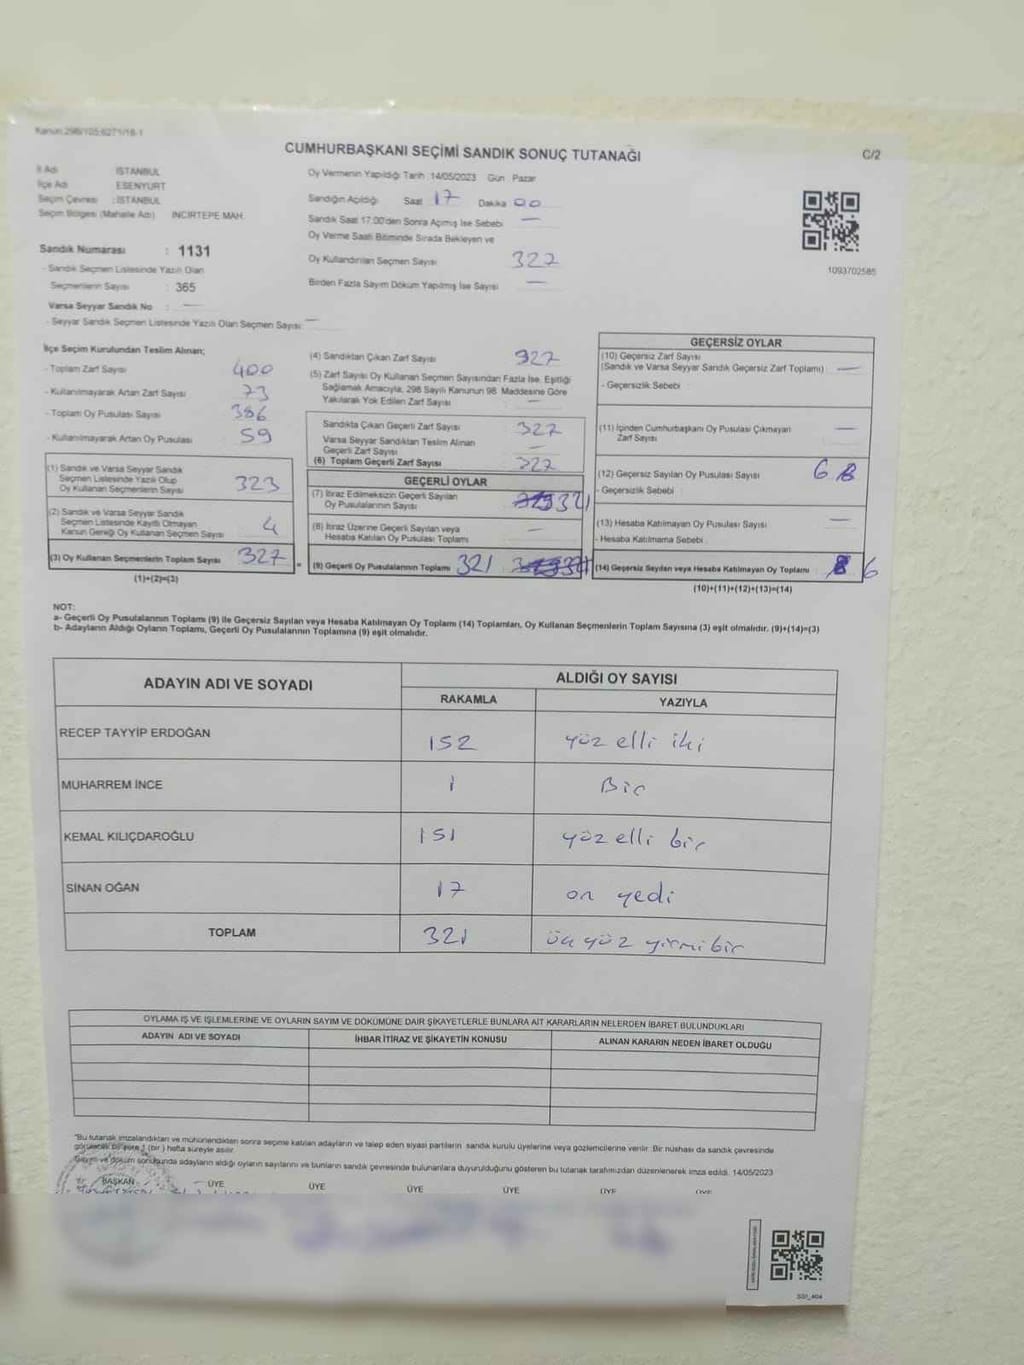 Kanun:298/105;6271/18-1
CUMHURBAŞKANI SEÇİMİ SANDIK SONUÇ TUTANAĞI
C/2
İl Adı : İSTANBUL
İlçe Adı : ESENYURT
Seçim Çevresi : İSTANBUL
Seçim Bölgesi (Mahalle Adı) İNCİRTEPE MAH.
Sandık Numarası : 1131
- Sandık Seçmen Listesinde Yazılı Olan
Seçmenlerin Sayısı : 365
Varsa Seyyar Sandık No : —
- Seyyar Sandık Seçmen Listesinde Yazılı Olan Seçmen Sayısı: —
Oy Vermenin Yapıldığı Tarih :14/05/2023 Gün Pazar
Sandığın Açıldığı Saat 17 Dakika 00
Sandık Saat 17.00'den Sonra Açılmış İse Sebebi —
Oy Verme Saati Bitiminde Sırada Bekleyen ve
Oy Kullandırılan Seçmen Sayısı 327
Birden Fazla Sayım Döküm Yapılmış İse Sayısı —
1093702585
İlçe Seçim Kurulundan Teslim Alınan;
- Toplam Zarf Sayısı 400
- Kullanılmayarak Artan Zarf Sayısı 73
- Toplam Oy Pusulası Sayısı 386
- Kullanılmayarak Artan Oy Pusulası 59
(1) Sandık ve Varsa Seyyar Sandık
Seçmen Listesinde Yazılı Olup
Oy Kullanan Seçmenlerin Sayısı 323
(2) Sandık ve Varsa Seyyar Sandık
Seçmen Listesinde Kayıtlı Olmayan
Kanun Gereği Oy Kullanan Seçmen Sayısı 4
(3) Oy Kullanan Seçmenlerin Toplam Sayısı 327
(1)+(2)=(3)
(4) Sandıktan Çıkan Zarf Sayısı 327
(5) Zarf Sayısı Oy Kullanan Seçmen Sayısından Fazla İse, Eşitliği
Sağlamak Amacıyla, 298 Sayılı Kanunun 98. Maddesine Göre
Yakılarak Yok Edilen Zarf Sayısı —
Sandıkta Çıkan Geçerli Zarf Sayısı 327
Varsa Seyyar Sandıktan Teslim Alınan
Geçerli Zarf Sayısı —
(6) Toplam Geçerli Zarf Sayısı 327
GEÇERLİ OYLAR
(7) İtiraz Edilmeksizin Geçerli Sayılan
Oy Pusulalarının Sayısı 321
(8) İtiraz Üzerine Geçerli Sayılan veya
Hesaba Katılan Oy Pusulası Toplamı —
= (9) Geçerli Oy Pusulalarının Toplamı 321
GEÇERSİZ OYLAR
(10) Geçersiz Zarf Sayısı
(Sandık ve Varsa Seyyar Sandık Geçersiz Zarf Toplamı) —
- Geçersizlik Sebebi
(11) İçinden Cumhurbaşkanı Oy Pusulası Çıkmayan
Zarf Sayısı —
(12) Geçersiz Sayılan Oy Pusulası Sayısı 6
- Geçersizlik Sebebi :
(13) Hesaba Katılmayan Oy Pusulası Sayısı —
- Hesaba Katılmama Sebebi :
(14) Geçersiz Sayılan veya Hesaba Katılmayan Oy Toplamı 6
(10)+(11)+(12)+(13)=(14)
NOT:
a- Geçerli Oy Pusulalarının Toplamı (9) ile Geçersiz Sayılan veya Hesaba Katılmayan Oy Toplamı (14) Toplamları, Oy Kullanan Seçmenlerin Toplam Sayısına (3) eşit olmalıdır. (9)+(14)=(3)
b- Adayların Aldığı Oyların Toplamı, Geçerli Oy Pusulalarının Toplamına (9) eşit olmalıdır.
ADAYIN ADI VE SOYADI
ALDIĞI OY SAYISI
RAKAMLA YAZIYLA
RECEP TAYYİP ERDOĞAN 152 yüz elli iki
MUHARREM İNCE 1 Bir
KEMAL KILIÇDAROĞLU 151 yüz elli bir
SİNAN OĞAN 17 on yedi
TOPLAM 321 üç yüz yirmi bir
OYLAMA İŞ VE İŞLEMLERİNE VE OYLARIN SAYIM VE DÖKÜMÜNE DAİR ŞİKAYETLERLE BUNLARA AİT KARARLARIN NELERDEN İBARET BULUNDUKLARI
ADAYIN ADI VE SOYADI İHBAR İTİRAZ VE ŞİKAYETİN KONUSU ALINAN KARARIN NEDEN İBARET OLDUĞU
"Bu tutanak imzalandıktan ve mühürlendikten sonra seçime katılan adayların ve talep eden siyasi partilerin sandık kurulu üyelerine veya gözlemcilerine verilir. Bir nüshası da sandık çevresinde
görülecek bir yere 1 (bir) hafta süreyle asılır.
Sayım ve döküm sonucunda adayların aldığı oyların sayılarını ve bunların sandık çevresinde bulunanlara duyurulduğunu gösteren bu tutanak tarafımızdan düzenlenerek imza edildi. 14/05/2023
BAŞKAN ÜYE ÜYE ÜYE ÜYE ÜYE ÜYE